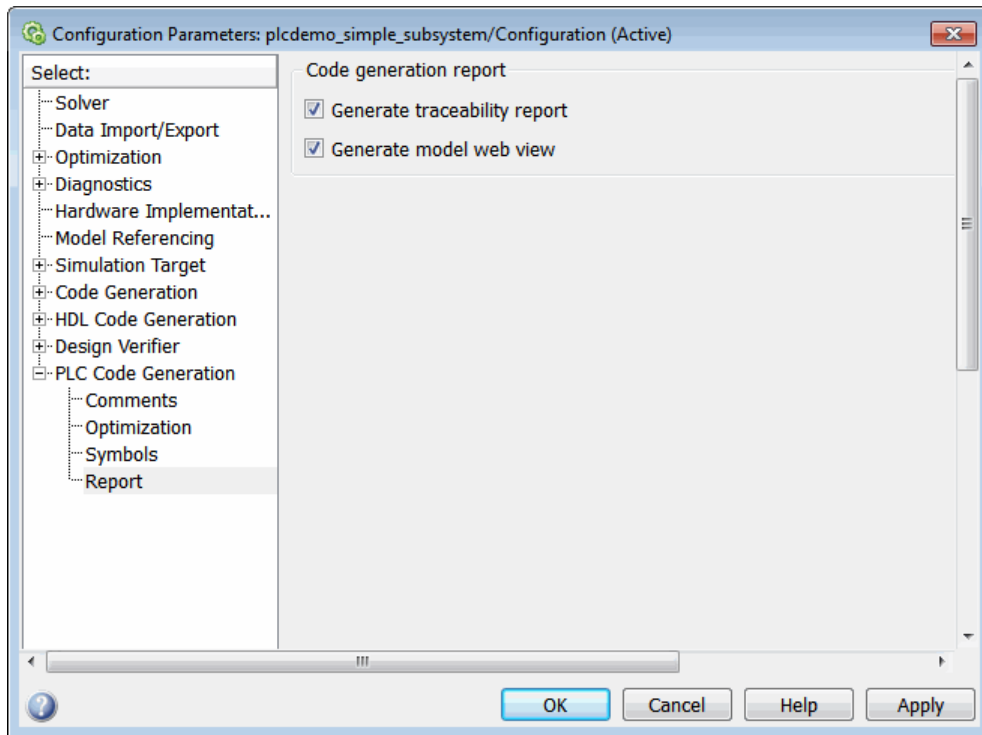 Configuration Parameters: plcdemo_simple_subsystem/Configuration (Active)
Select:
Solver
Data Import/Export
Optimization
Diagnostics
Hardware Implementat...
Model Referencing
Simulation Target
Code Generation
HDL Code Generation
Design Verifier
PLC Code Generation
Comments
Optimization
Symbols
Report
Code generation report
Generate traceability report
Generate model web view
OK
Cancel
Help
Apply